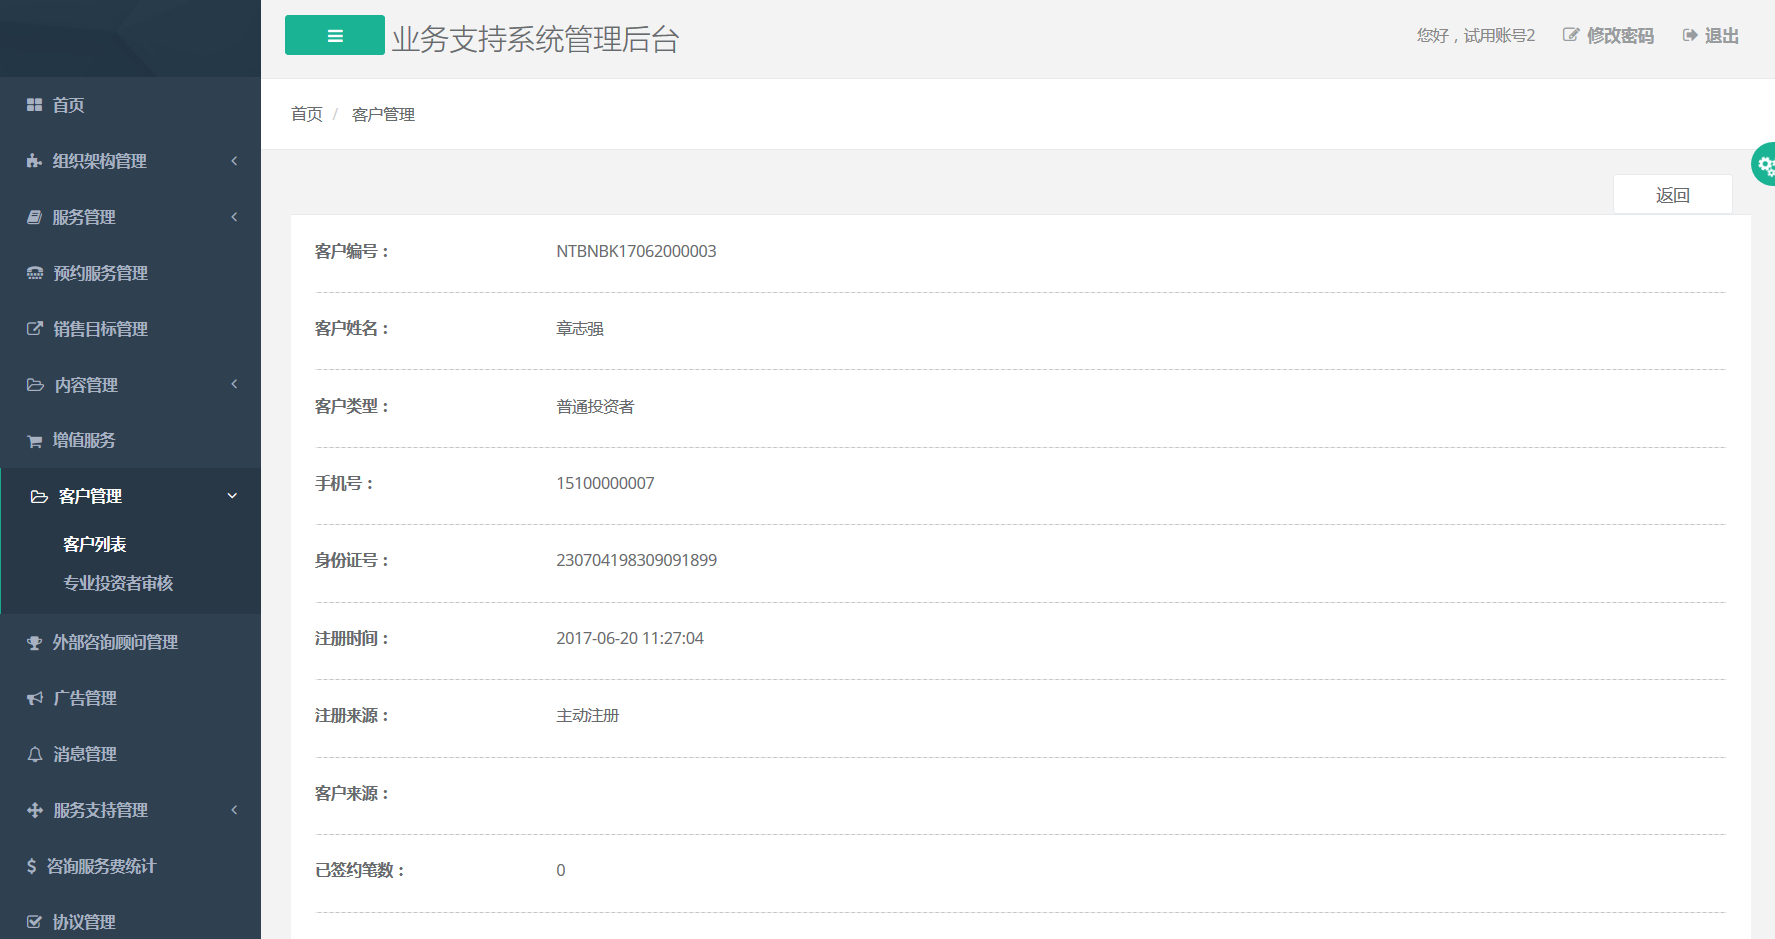 业务支持系统管理后台
您好，试用账号2 修改密码 退出
首页
组织架构管理
服务管理
预约服务管理
销售目标管理
内容管理
增值服务
客户管理
客户列表
专业投资者审核
外部咨询顾问管理
广告管理
消息管理
服务支持管理
咨询服务费统计
协议管理
首页 / 客户管理
返回
客户编号： NTBNBK17062000003
客户姓名： 章志强
客户类型： 普通投资者
手机号： 15100000007
身份证号： 230704198309091899
注册时间： 2017-06-20 11:27:04
注册来源： 主动注册
客户来源：
已签约笔数： 0